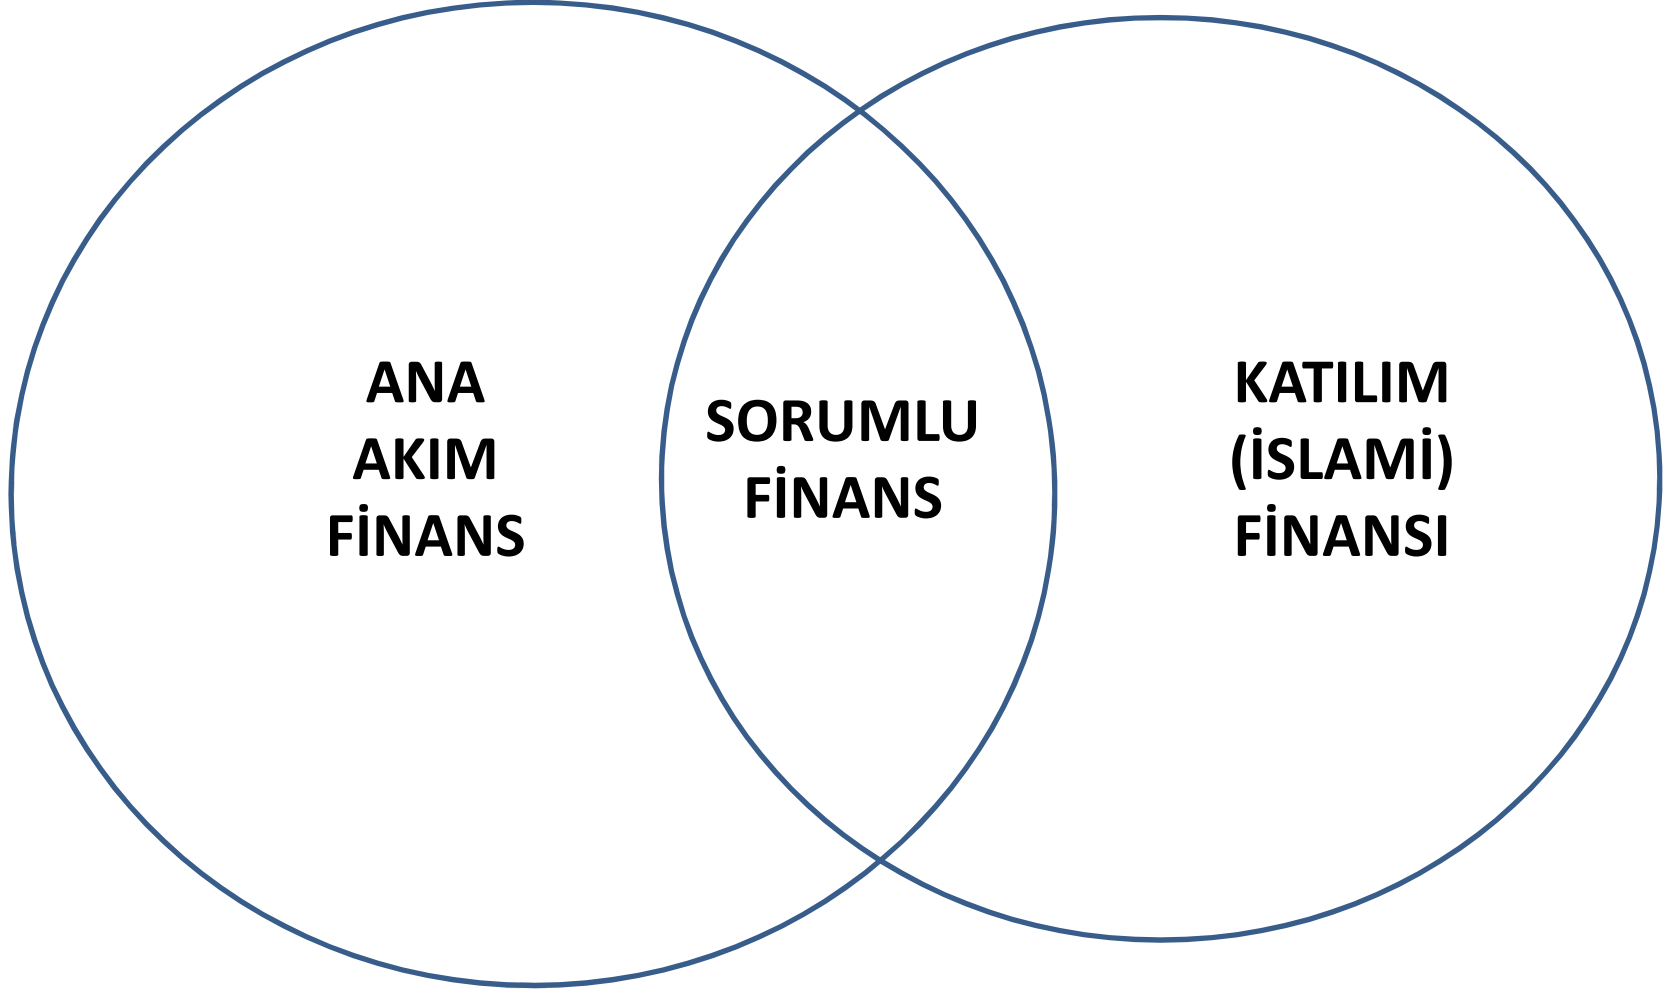 ANA
AKIM
FİNANS
SORUMLU
FİNANS
KATILIM
(İSLAMİ)
FİNANSI